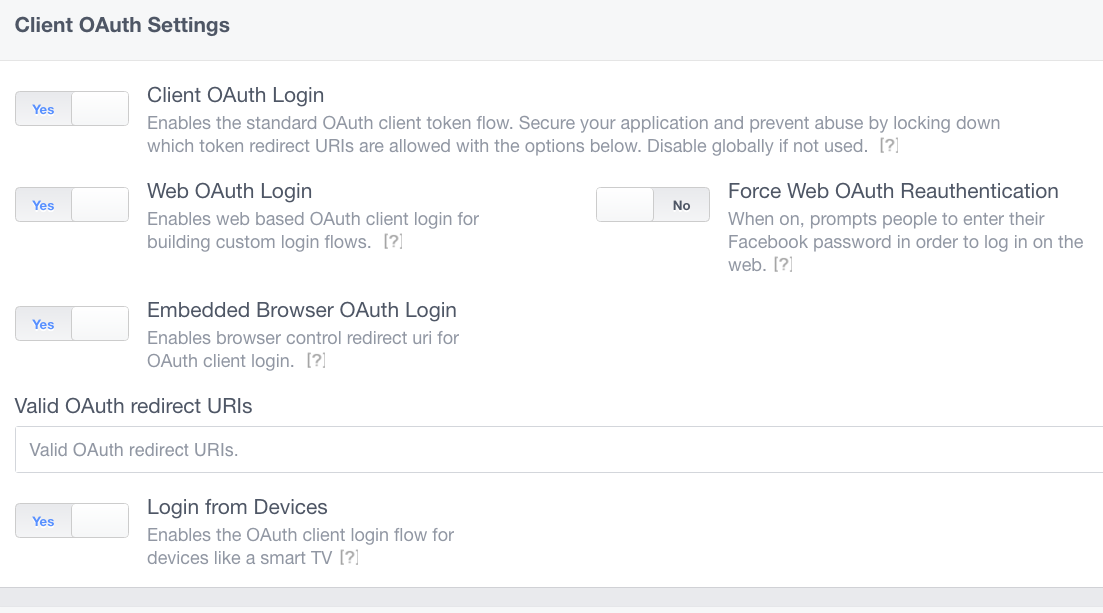 Client OAuth Settings
Yes
Client OAuth Login
Enables the standard OAuth client token flow. Secure your application and prevent abuse by locking down
which token redirect URIs are allowed with the options below. Disable globally if not used. [?]
Yes
Web OAuth Login
Enables web based OAuth client login for
building custom login flows. [?]
No
Force Web OAuth Reauthentication
When on, prompts people to enter their
Facebook password in order to log in on the
web. [?]
Yes
Embedded Browser OAuth Login
Enables browser control redirect uri for
OAuth client login. [?]
Valid OAuth redirect URIs
Valid OAuth redirect URIs.
Yes
Login from Devices
Enables the OAuth client login flow for
devices like a smart TV [?]